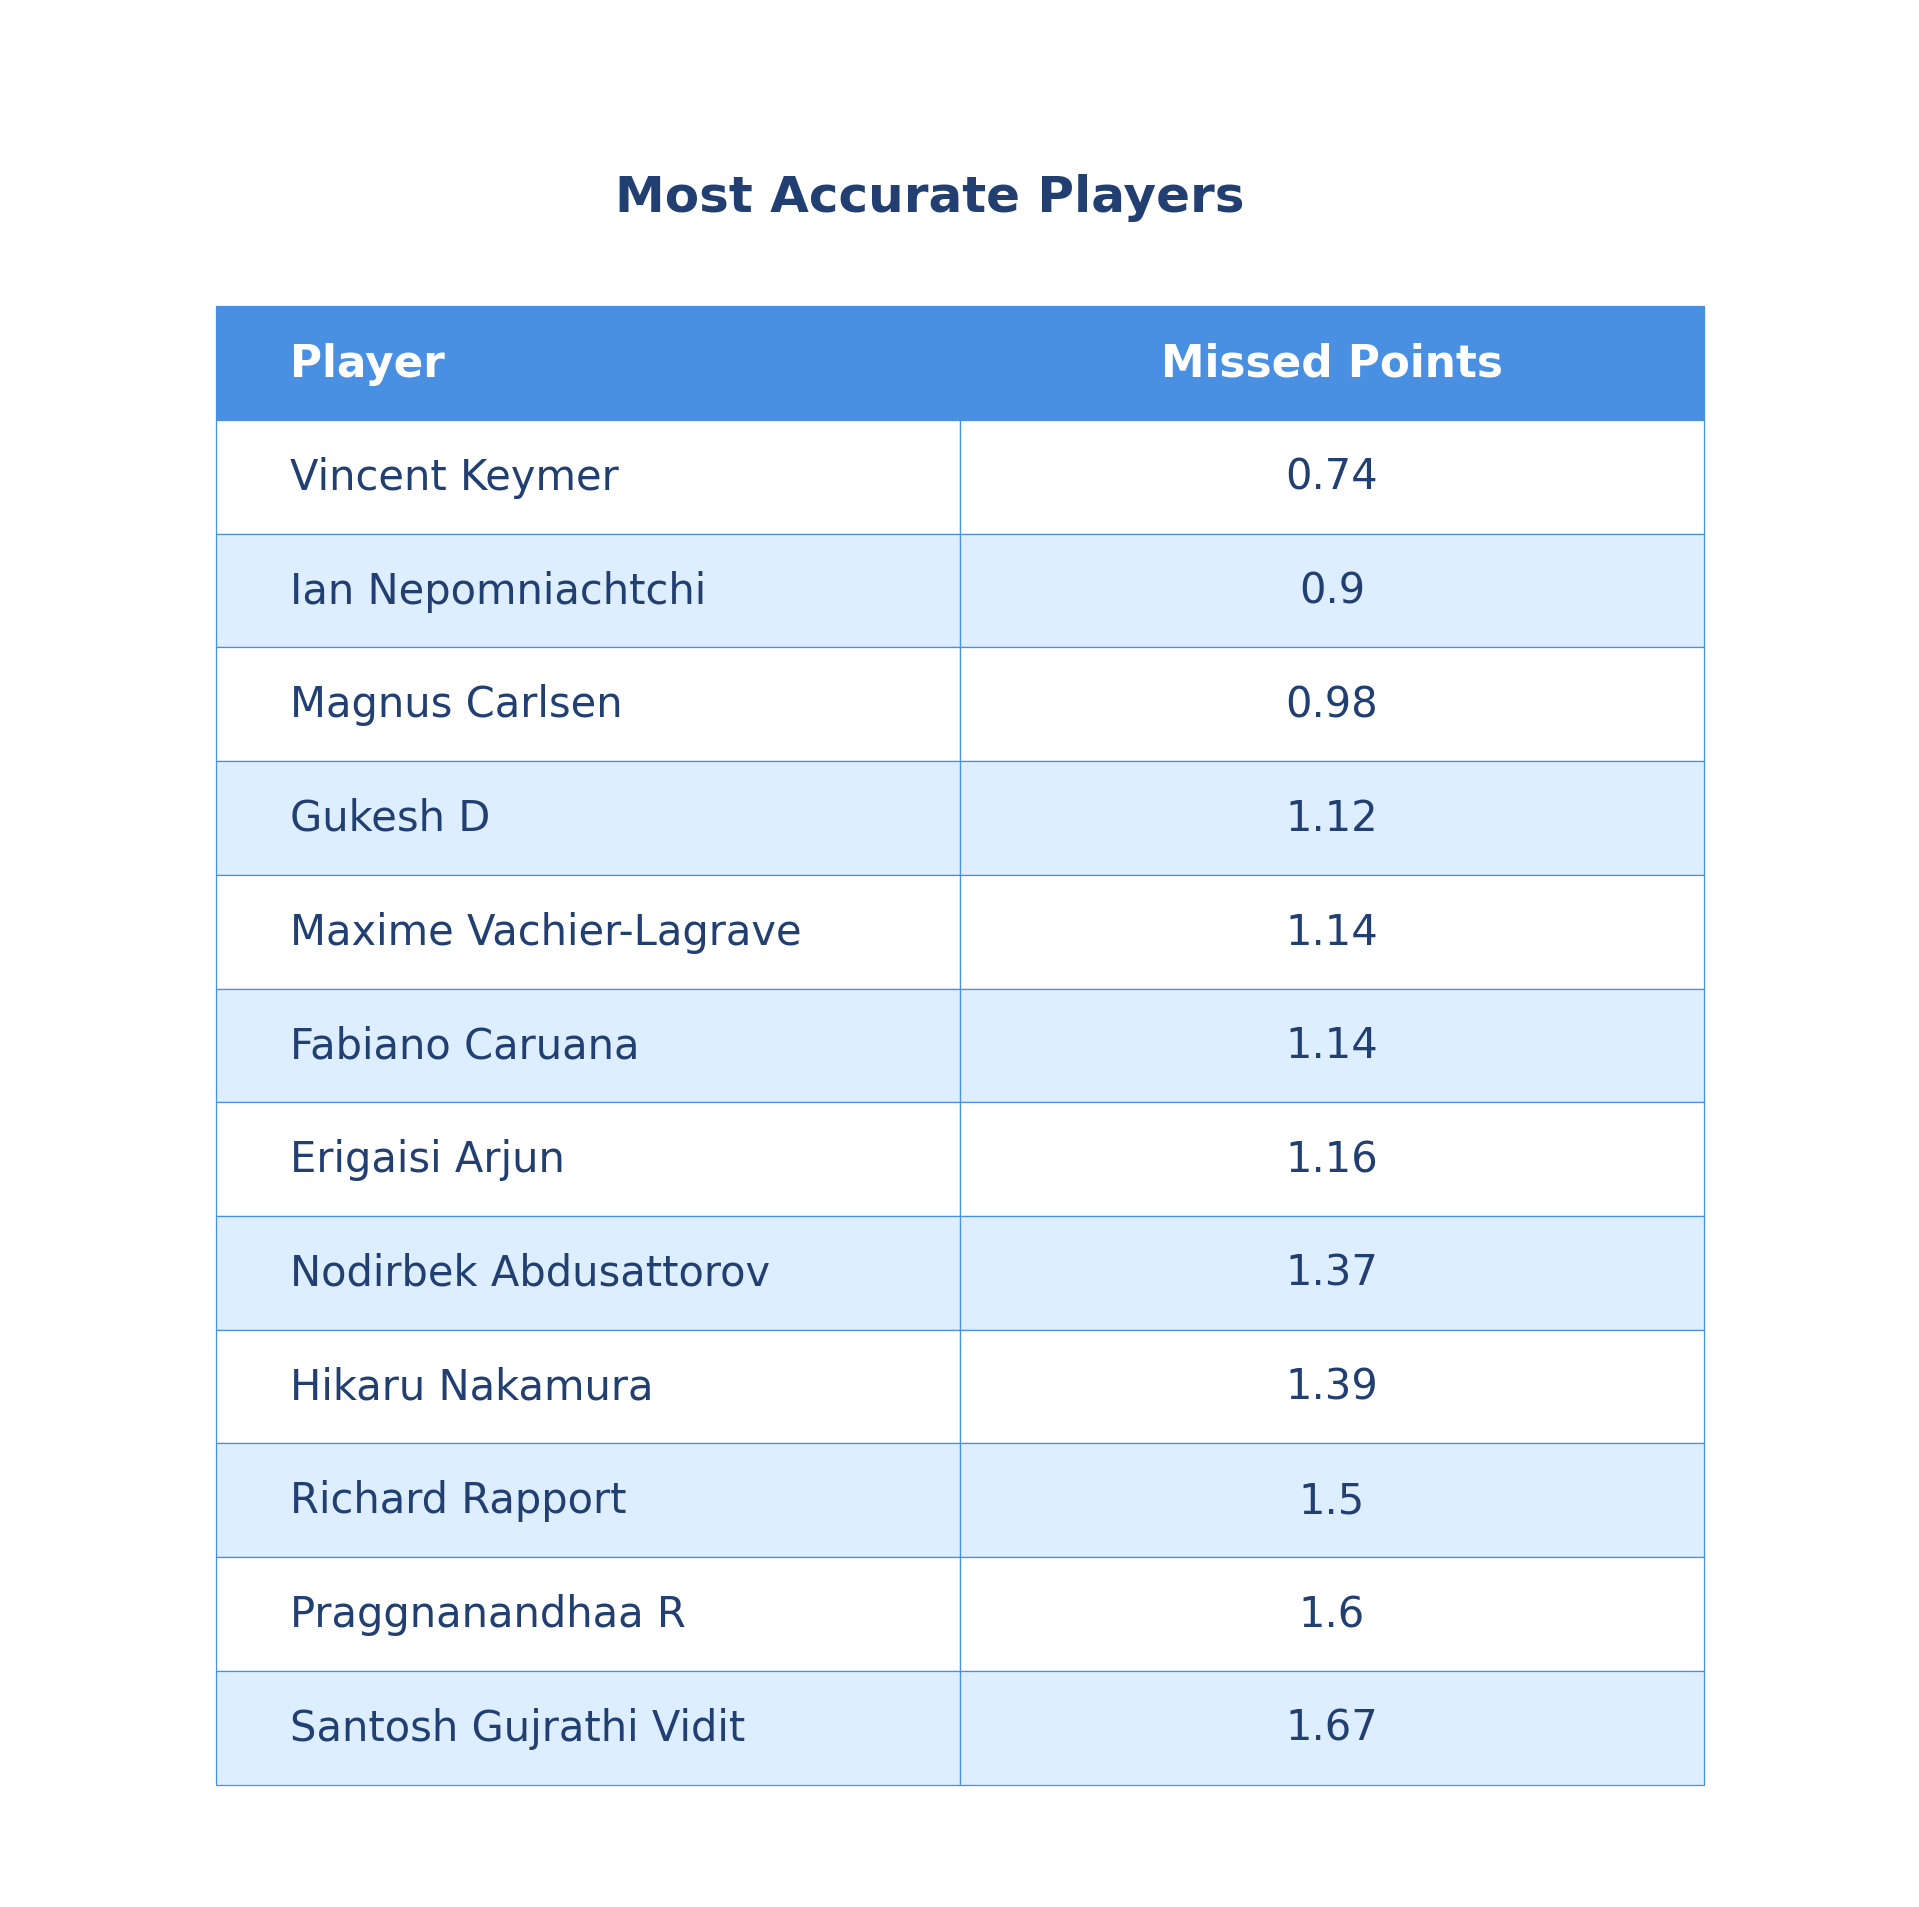 Most Accurate Players
Player Missed Points
Vincent Keymer 0.74
Ian Nepomniachtchi 0.9
Magnus Carlsen 0.98
Gukesh D 1.12
Maxime Vachier-Lagrave 1.14
Fabiano Caruana 1.14
Erigaisi Arjun 1.16
Nodirbek Abdusattorov 1.37
Hikaru Nakamura 1.39
Richard Rapport 1.5
Praggnanandhaa R 1.6
Santosh Gujrathi Vidit 1.67